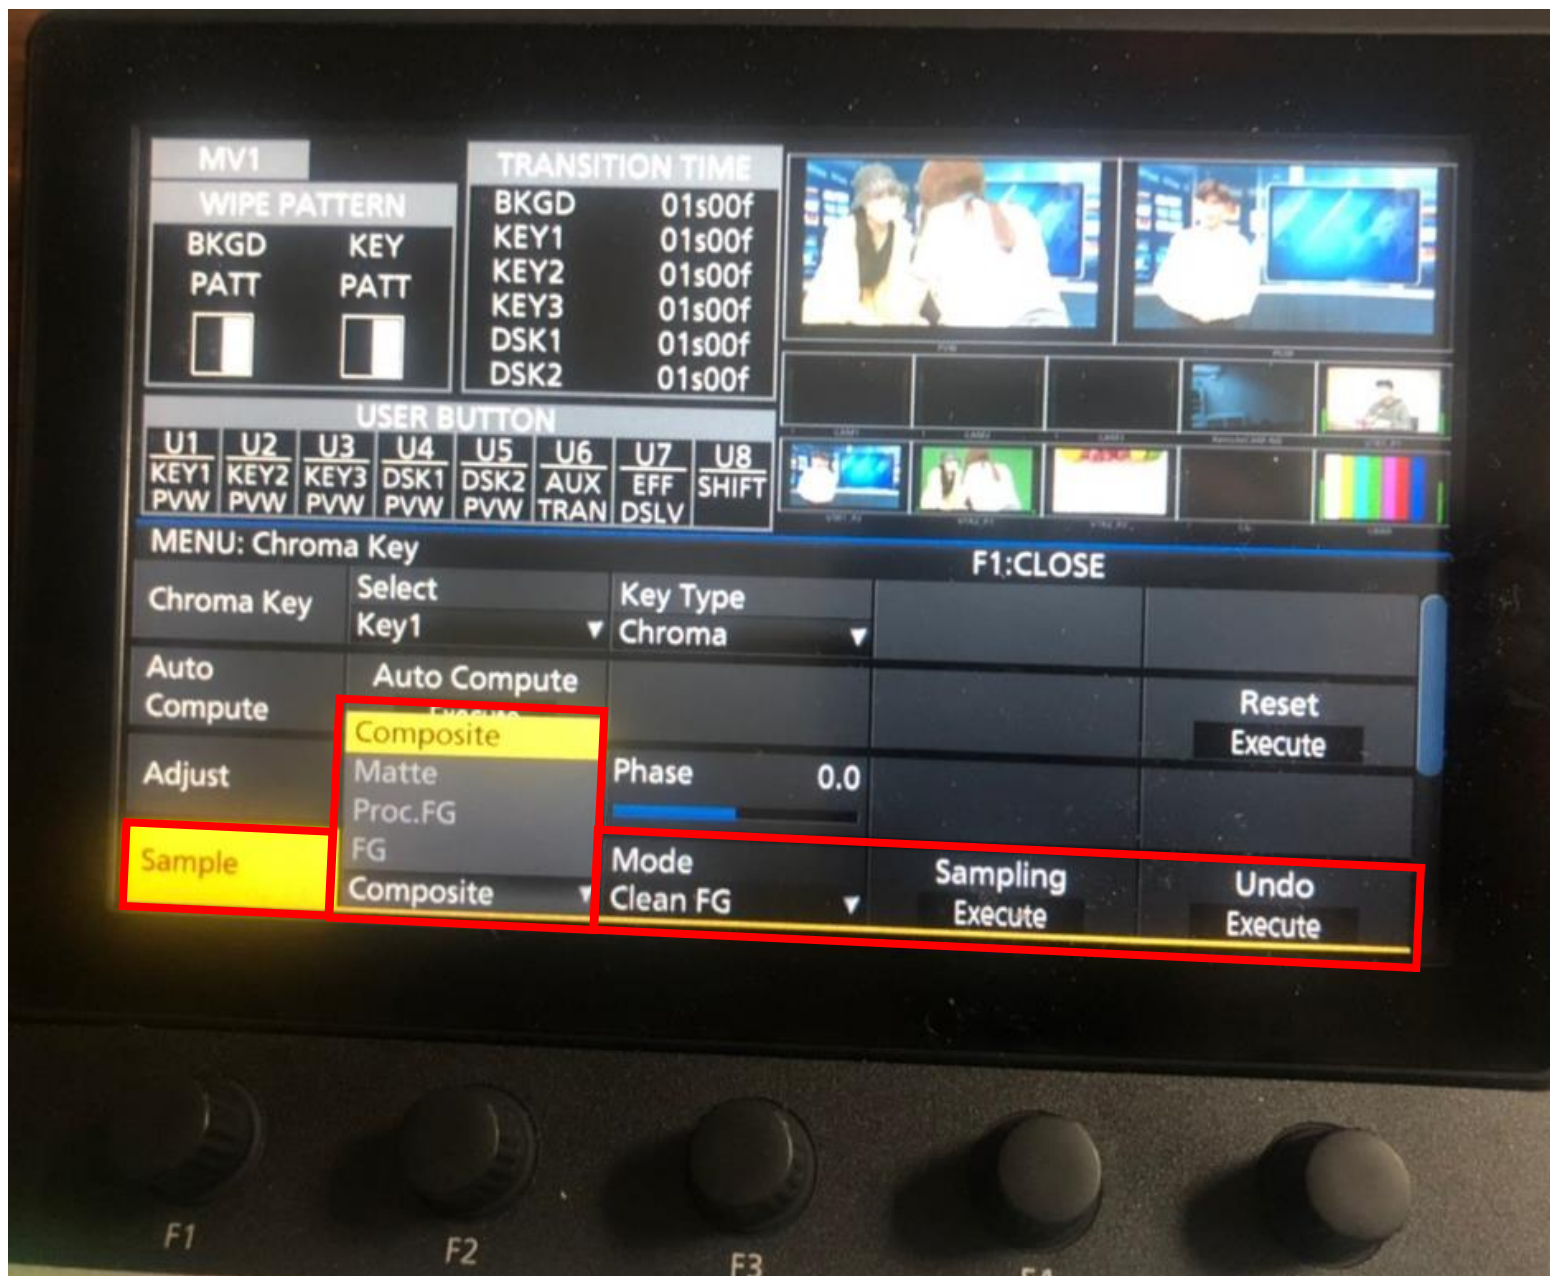 MV1
WIPE PATTERN
BKGD KEY
PATT PATT
TRANSITION TIME
BKGD 01s00f
KEY1 01s00f
KEY2 01s00f
KEY3 01s00f
DSK1 01s00f
DSK2 01s00f
USER BUTTON
U1 U2 U3 U4 U5 U6 U7 U8
KEY1 KEY2 KEY3 DSK1 DSK2 AUX EFF SHIFT
PVW PVW PVW PVW PVW TRAN DSLV
MENU: Chroma Key F1:CLOSE
Chroma Key
Select
Key1
Key Type
Chroma
Auto
Compute
Auto Compute
Execute
Reset
Execute
Adjust
Composite
Matte
Proc.FG
FG
Phase 0.0
Sample
Composite
Mode
Clean FG
Sampling
Execute
Undo
Execute
F1
F2
F3